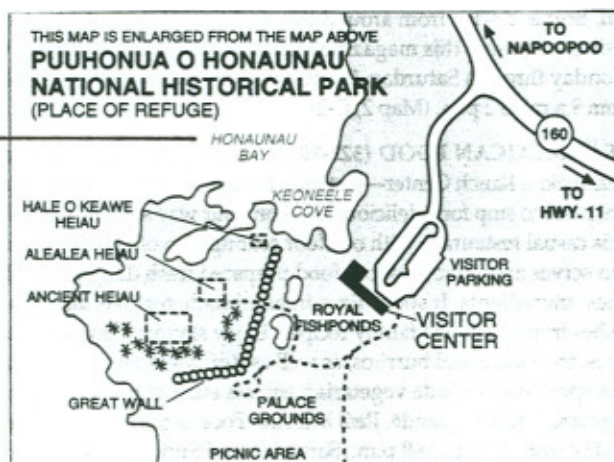 THIS MAP IS ENLARGED FROM THE MAP ABOVE
PUUHONUA O HONAUNAU
NATIONAL HISTORICAL PARK
(PLACE OF REFUGE)
TO
NAPOOPOO
160
TO
HWY. 11
HONAUNAU
BAY
KEONEELE
COVE
HALE O KEAWE
HEIAU
ALEALEA HEIAU
ANCIENT HEIAU
VISITOR
PARKING
ROYAL
FISHPONDS
VISITOR
CENTER
GREAT WALL
PALACE
GROUNDS
PICNIC AREA